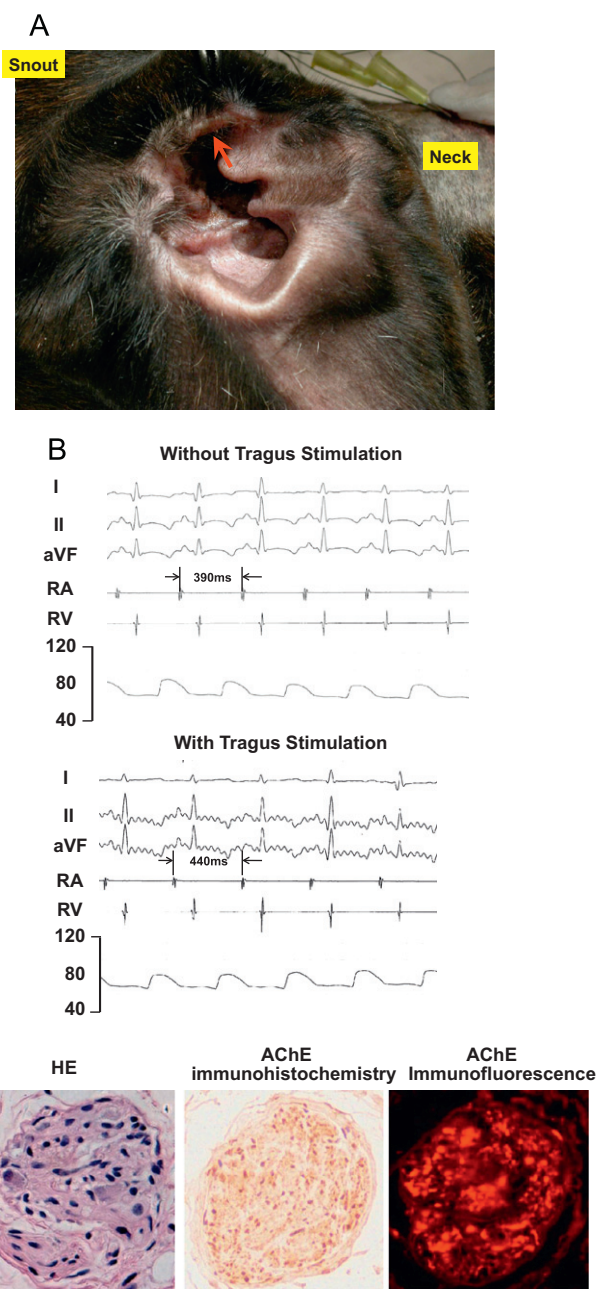 A
Snout
Neck
B
Without Tragus Stimulation
I
II
aVF
390ms
RA
RV
120
80
40
With Tragus Stimulation
I
II
aVF
440ms
RA
RV
120
80
40
HE
AChE
immunohistochemistry
AChE
Immunofluorescence